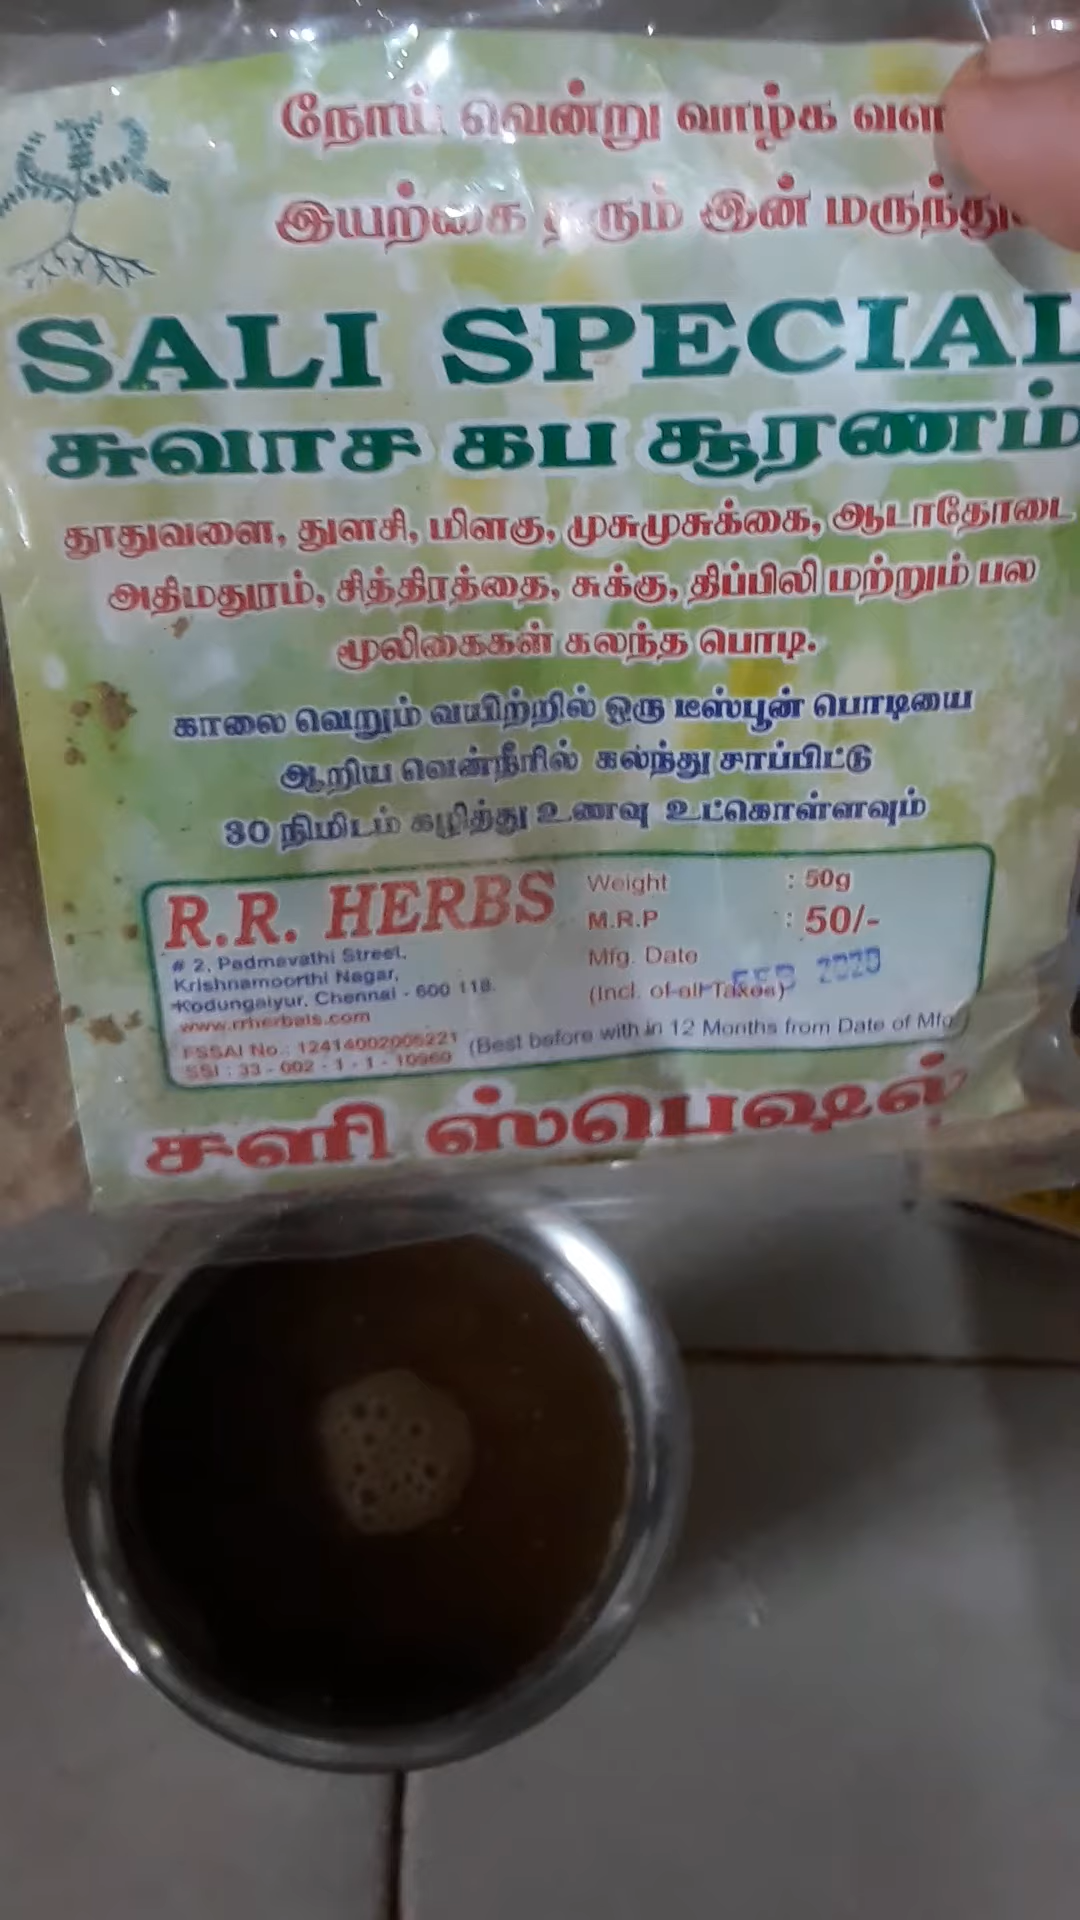 நோய் வென்று வாழ்க
இயற்கை தரும் இன் மருந்து
SALI SPECIAL
சுவாச கப சூரணம்
தூதுவளை, துளசி, மிளகு, முசுமுசுக்கை, ஆடாதோடை
அதிமதுரம், சித்திரத்தை, சுக்கு, திப்பிலி மற்றும் பல
மூலிகைகள் கலந்த பொடி.
காலை வெறும் வயிற்றில் ஒரு டீஸ்பூன் பொடியை
ஆறிய வென்நீரில் கலந்து சாப்பிட்டு
30 நிமிடம் கழித்து உணவு உட்கொள்ளவும்
R.R. HERBS
# 2, Padmavathi Street,
Krishnamoorthi Nagar,
Kodungaiyur, Chennai - 600 118.
www.rrherbals.com
FSSAI No.: 12414002005221
SSI : 33 - 002 - 1 - 1 - 10960
Weight : 50g
M.R.P : 50/-
Mfg. Date FEB 2020
(Incl. of all Taxes)
(Best before with in 12 Months from Date of Mfg.)
சளி ஸ்பெஷல்